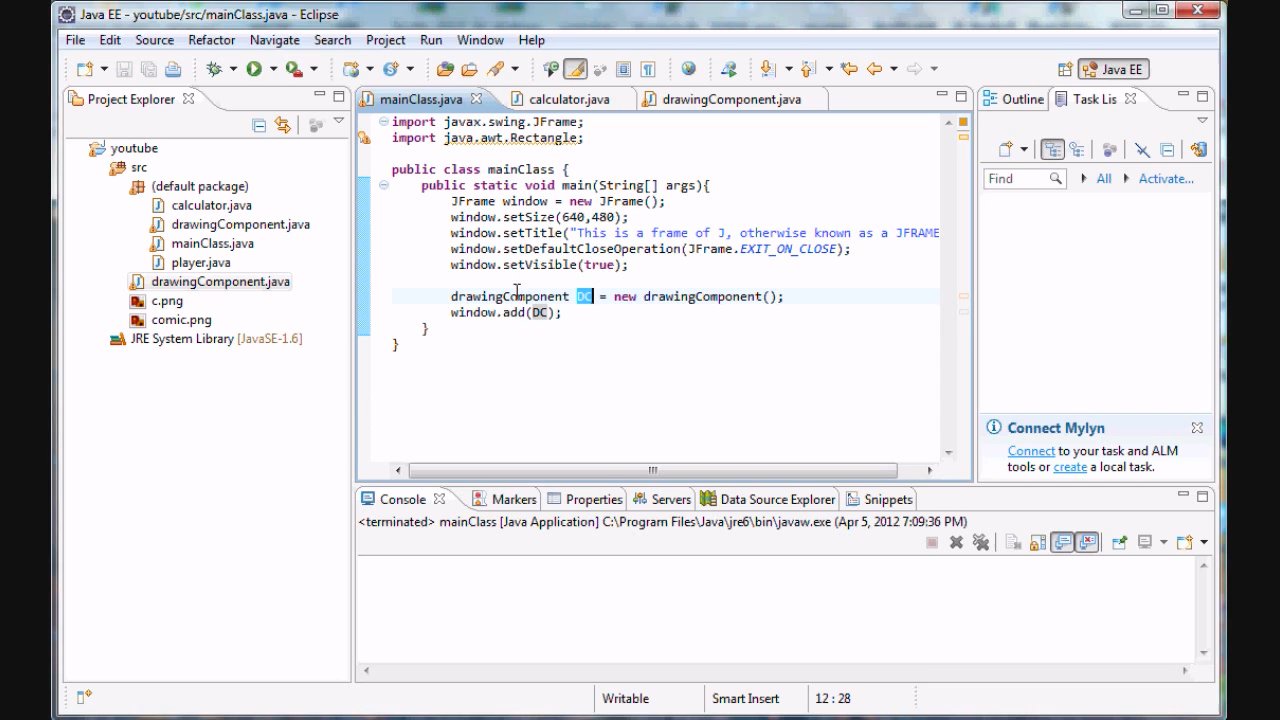 Java EE - youtube/src/mainClass.java - Eclipse
File Edit Source Refactor Navigate Search Project Run Window Help
Java EE
Project Explorer
youtube
src
(default package)
calculator.java
drawingComponent.java
mainClass.java
player.java
drawingComponent.java
c.png
comic.png
JRE System Library [JavaSE-1.6]
mainClass.java calculator.java drawingComponent.java
import javax.swing.JFrame;
import java.awt.Rectangle;
public class mainClass {
public static void main(String[] args){
JFrame window = new JFrame();
window.setSize(640,480);
window.setTitle("This is a frame of J, otherwise known as a JFRAME
window.setDefaultCloseOperation(JFrame.EXIT_ON_CLOSE);
window.setVisible(true);
drawingComponent DC = new drawingComponent();
window.add(DC);
}
}
Outline Task Lis
Find All Activate...
Connect Mylyn
Connect to your task and ALM
tools or create a local task.
Console Markers Properties Servers Data Source Explorer Snippets
<terminated> mainClass [Java Application] C:\Program Files\Java\jre6\bin\javaw.exe (Apr 5, 2012 7:09:36 PM)
Writable Smart Insert 12 : 28